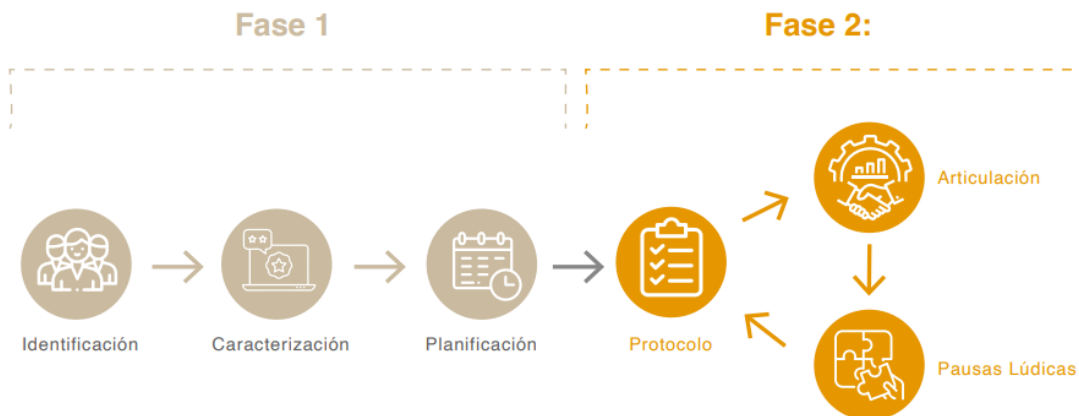 Fase 1
Fase 2:
Identificación
Caracterización
Planificación
Protocolo
Articulación
Pausas Lúdicas